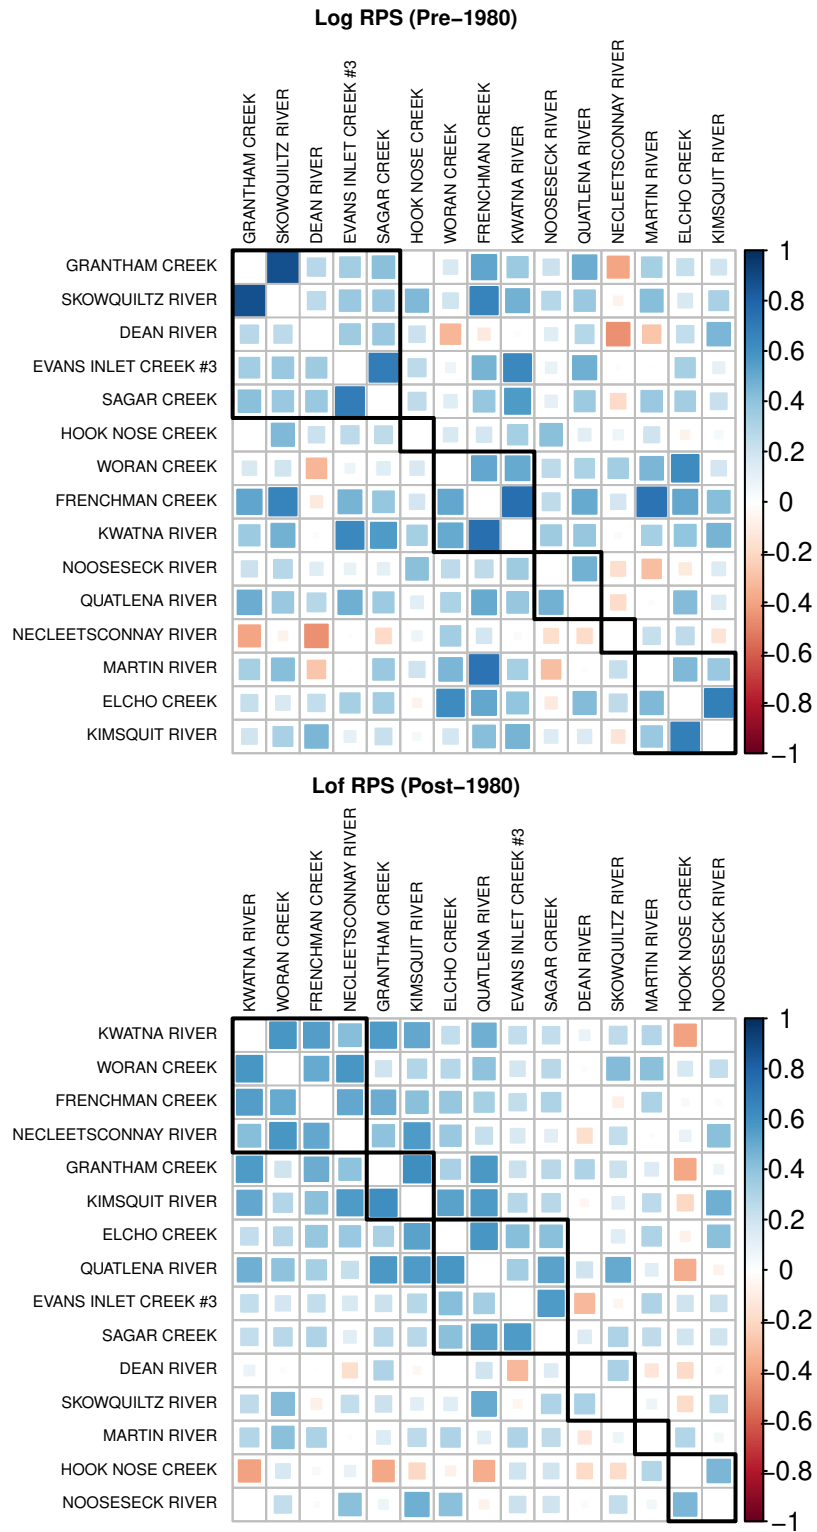 Log RPS (Pre−1980)
GRANTHAM CREEK
SKOWQUILTZ RIVER
DEAN RIVER
EVANS INLET CREEK #3
SAGAR CREEK
HOOK NOSE CREEK
WORAN CREEK
FRENCHMAN CREEK
KWATNA RIVER
NOOSESECK RIVER
QUATLENA RIVER
NECLEETSCONNAY RIVER
MARTIN RIVER
ELCHO CREEK
KIMSQUIT RIVER
GRANTHAM CREEK
SKOWQUILTZ RIVER
DEAN RIVER
EVANS INLET CREEK #3
SAGAR CREEK
HOOK NOSE CREEK
WORAN CREEK
FRENCHMAN CREEK
KWATNA RIVER
NOOSESECK RIVER
QUATLENA RIVER
NECLEETSCONNAY RIVER
MARTIN RIVER
ELCHO CREEK
KIMSQUIT RIVER
1
0.8
0.6
0.4
0.2
0
−0.2
−0.4
−0.6
−0.8
−1
Lof RPS (Post−1980)
KWATNA RIVER
WORAN CREEK
FRENCHMAN CREEK
NECLEETSCONNAY RIVER
GRANTHAM CREEK
KIMSQUIT RIVER
ELCHO CREEK
QUATLENA RIVER
EVANS INLET CREEK #3
SAGAR CREEK
DEAN RIVER
SKOWQUILTZ RIVER
MARTIN RIVER
HOOK NOSE CREEK
NOOSESECK RIVER
KWATNA RIVER
WORAN CREEK
FRENCHMAN CREEK
NECLEETSCONNAY RIVER
GRANTHAM CREEK
KIMSQUIT RIVER
ELCHO CREEK
QUATLENA RIVER
EVANS INLET CREEK #3
SAGAR CREEK
DEAN RIVER
SKOWQUILTZ RIVER
MARTIN RIVER
HOOK NOSE CREEK
NOOSESECK RIVER
1
0.8
0.6
0.4
0.2
0
−0.2
−0.4
−0.6
−0.8
−1